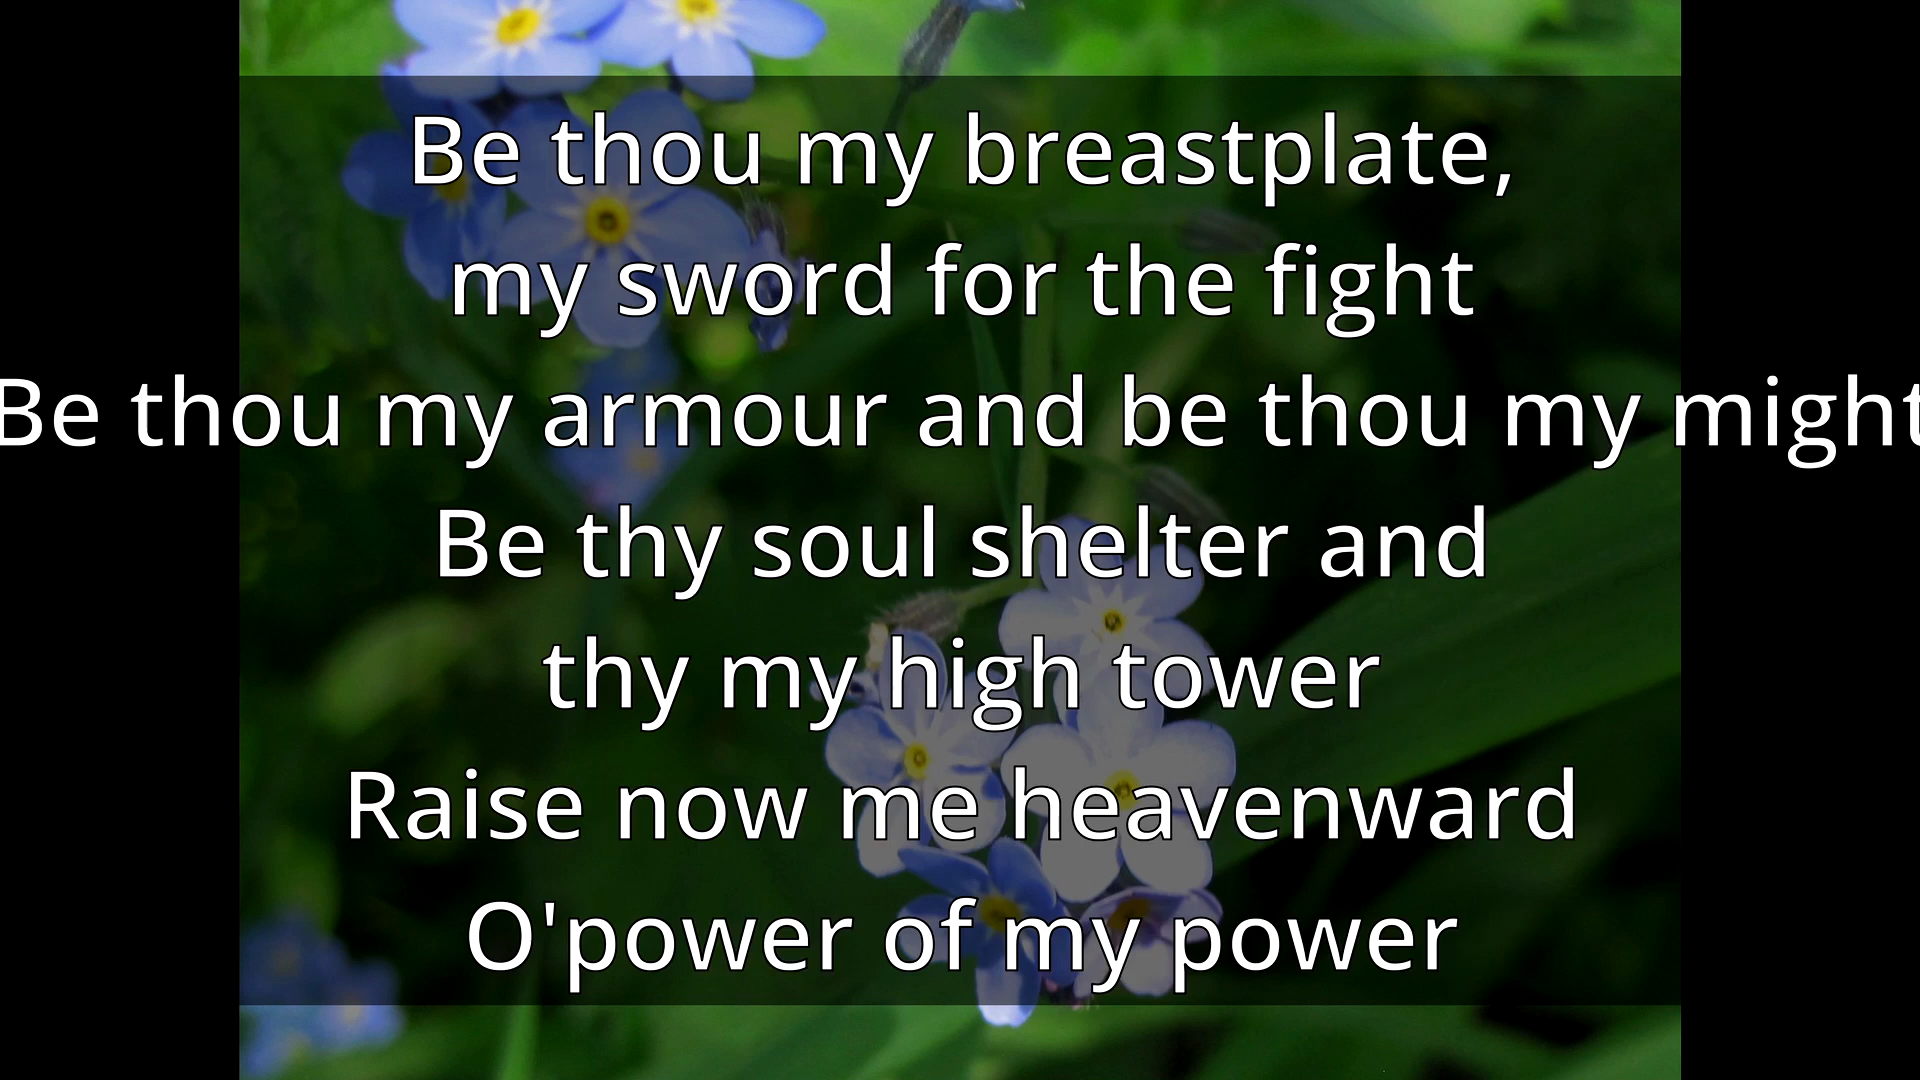 Be thou my breastplate,
my sword for the fight
Be thou my armour and be thou my might
Be thy soul shelter and
thy my high tower
Raise now me heavenward
O'power of my power